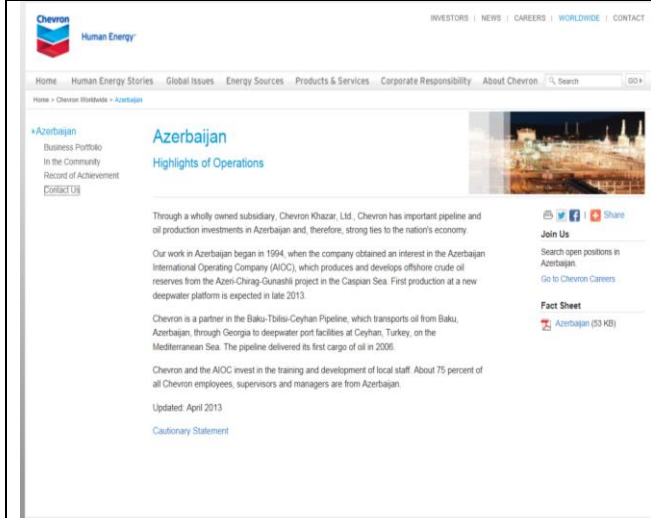 Chevron
Human Energy·
INVESTORS | NEWS | CAREERS | WORLDWIDE | CONTACT
Home Human Energy Stories Global Issues Energy Sources Products & Services Corporate Responsibility About Chevron Search GO
Home > Chevron Worldwide > Azerbaijan
Azerbaijan
Business Portfolio
In the Community
Record of Achievement
Contact Us
Azerbaijan
Highlights of Operations
Through a wholly owned subsidiary, Chevron Khazar, Ltd., Chevron has important pipeline and
oil production investments in Azerbaijan and, therefore, strong ties to the nation's economy.
Our work in Azerbaijan began in 1994, when the company obtained an interest in the Azerbaijan
International Operating Company (AIOC), which produces and develops offshore crude oil
reserves from the Azeri-Chirag-Gunashli project in the Caspian Sea. First production at a new
deepwater platform is expected in late 2013.
Chevron is a partner in the Baku-Tbilisi-Ceyhan Pipeline, which transports oil from Baku,
Azerbaijan, through Georgia to deepwater port facilities at Ceyhan, Turkey, on the
Mediterranean Sea. The pipeline delivered its first cargo of oil in 2006.
Chevron and the AIOC invest in the training and development of local staff. About 75 percent of
all Chevron employees, supervisors and managers are from Azerbaijan.
Updated: April 2013
Cautionary Statement
| Share
Join Us
Search open positions in
Azerbaijan.
Go to Chevron Careers
Fact Sheet
Azerbaijan (53 KB)